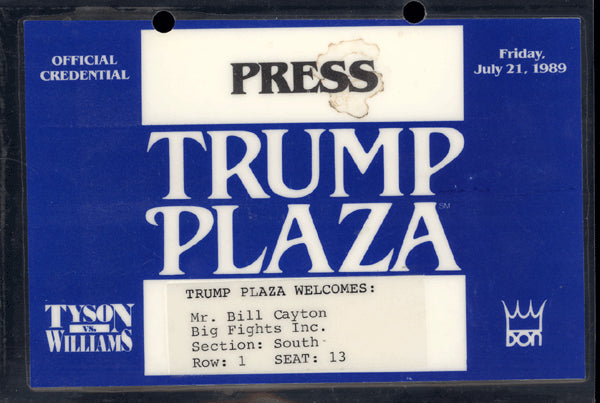 OFFICIAL
CREDENTIAL
PRESS
Friday,
July 21, 1989
TRUMP
PLAZA
SM
TRUMP PLAZA WELCOMES:
Mr. Bill Cayton
Big Fights Inc.
Section: South
Row: 1 SEAT: 13
TYSON
VS.
WILLIAMS
DON